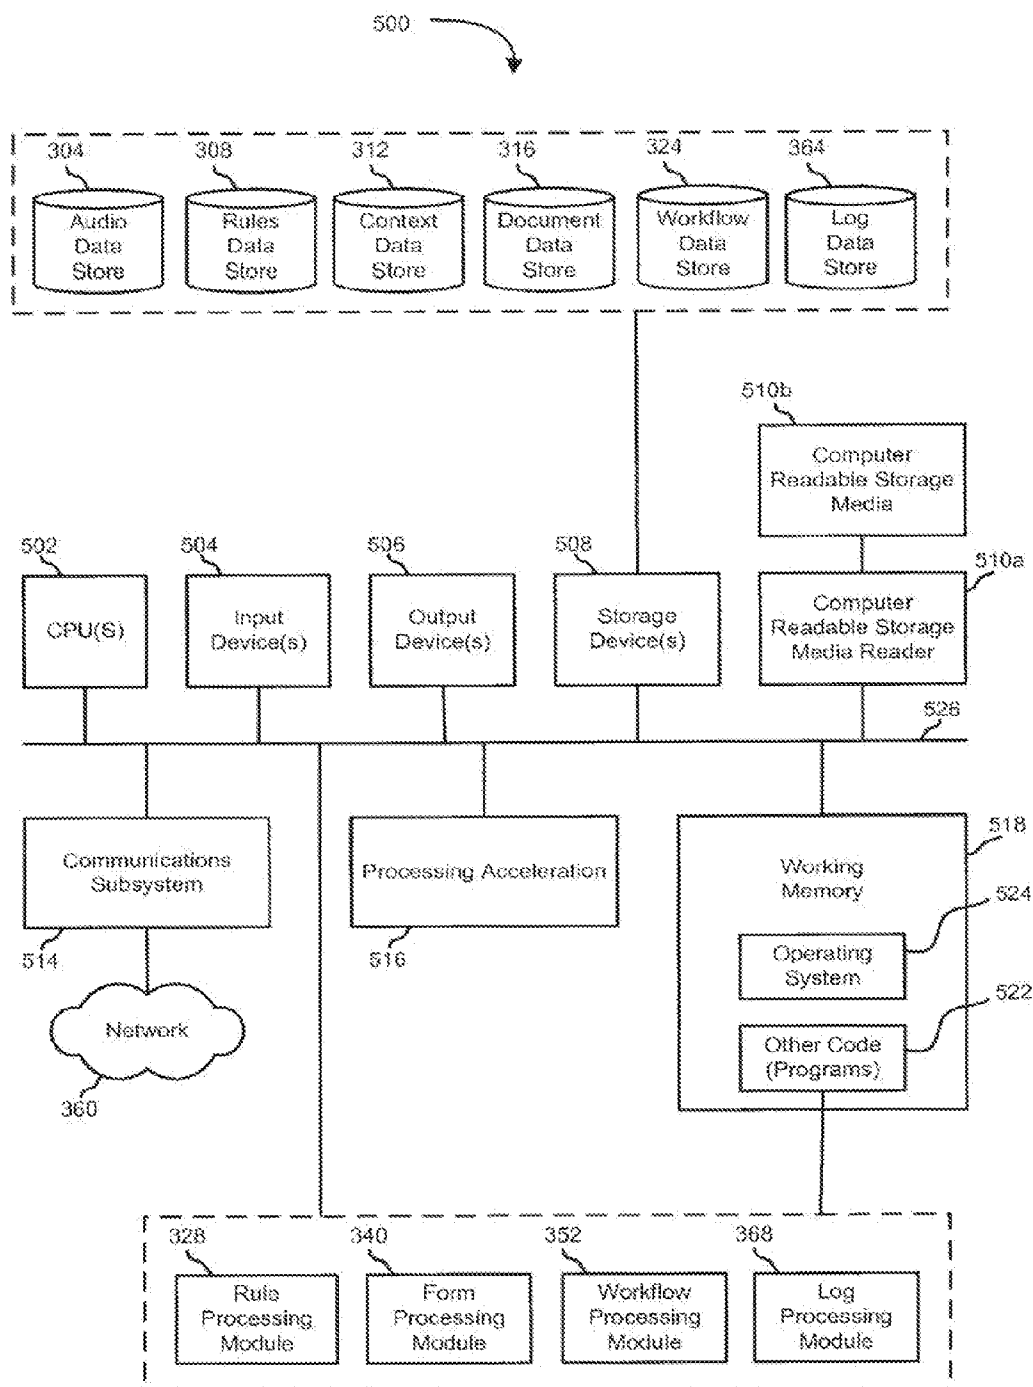 500
304
308
312
316
324
364
Audio
Data
Store
Rules
Data
Store
Context
Data
Store
Document
Data
Store
Workflow
Data
Store
Log
Data
Store
510b
Computer
Readable Storage
Media
502
504
506
508
510a
CPU(S)
Input
Device(s)
Output
Device(s)
Storage
Device(s)
Computer
Readable Storage
Media Reader
526
Communications
Subsystem
514
Processing Acceleration
516
Working
Memory
518
524
Operating
System
522
Other Code
(Programs)
Network
360
328
340
352
368
Rule
Processing
Module
Form
Processing
Module
Workflow
Processing
Module
Log
Processing
Module